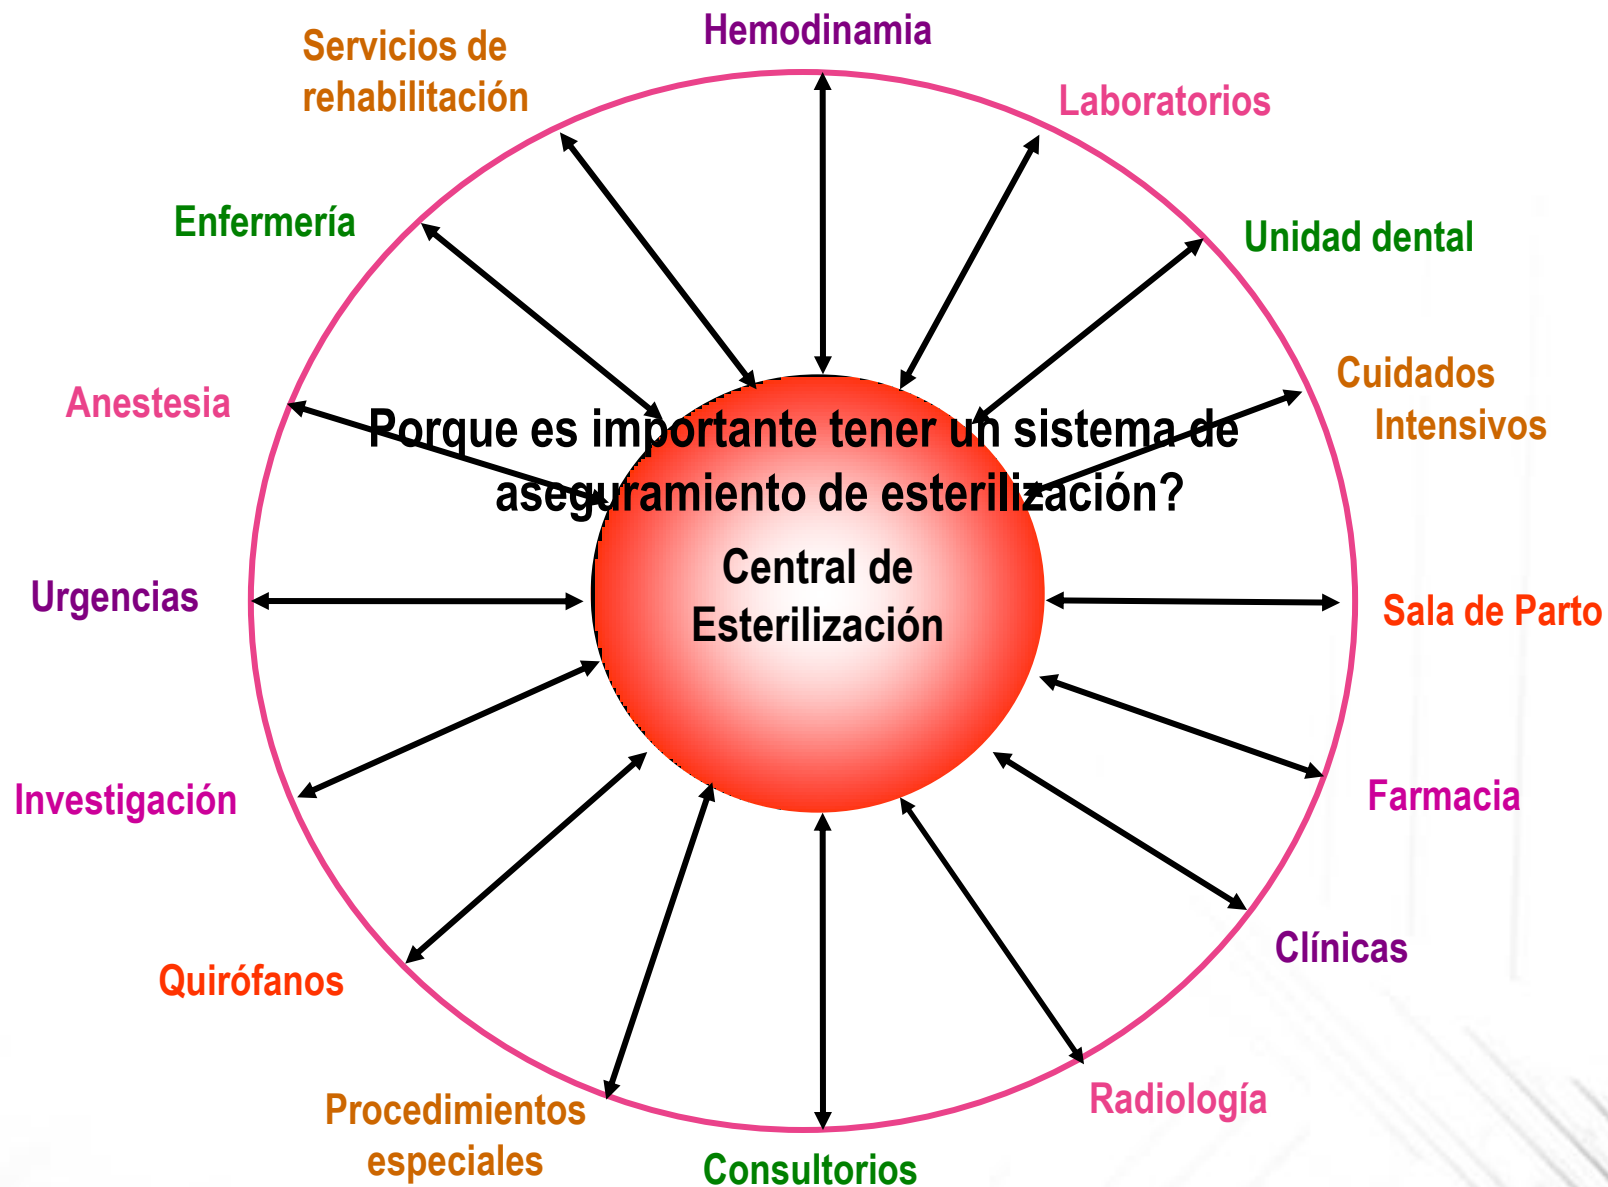 Hemodinamia
Servicios de
rehabilitación
Laboratorios
Enfermería
Unidad dental
Anestesia
Cuidados
Intensivos
Porque es importante tener un sistema de
aseguramiento de esterilización?
Central de
Esterilización
Urgencias
Sala de Parto
Investigación
Farmacia
Quirófanos
Clínicas
Procedimientos
especiales
Radiología
Consultorios